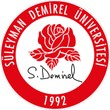 SÜLEYMAN DEMİREL ÜNİVERSİTESİ
S. Demirel
1992